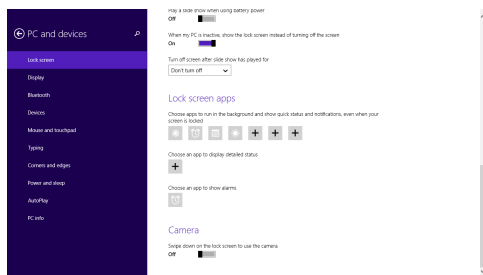 Play a slide show when using battery power
Off
PC and devices
When my PC is inactive, show the lock screen instead of turning off the screen
On
Lock screen
Turn off screen after slide show has played for
Don't turn off
Display
Bluetooth
Lock screen apps
Devices
Choose apps to run in the background and show quick status and notifications, even when your
screen is locked
Mouse and touchpad
Typing
Corners and edges
Choose an app to display detailed status
Power and sleep
Choose an app to show alarms
AutoPlay
PC info
Camera
Swipe down on the lock screen to use the camera
Off